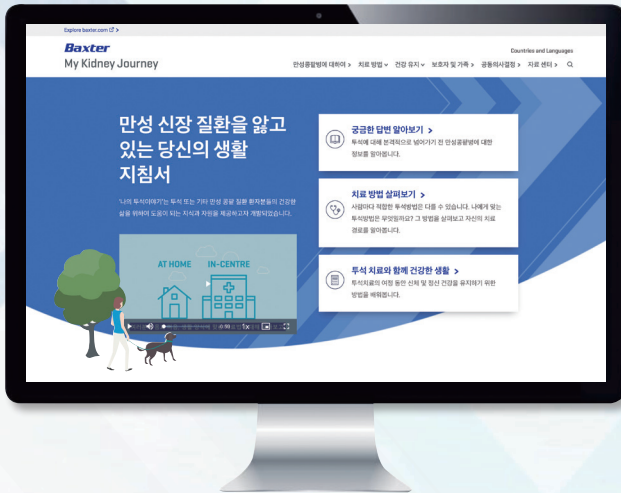 Explore baxter.com >
Baxter
My Kidney Journey
Countries and Languages
만성콩팥병에 대하여 > 치료 방법 건강 유지 보호자 및 가족 > 공동의사결정 > 자료 센터 >
만성 신장 질환을 앓고
있는 당신의 생활
지침서
'나의 투석이야기'는 투석 또는 기타 만성 콩팥 질환 환자분들의 건강한
삶을 위하여 도움이 되는 지식과 자원을 제공하고자 개발되었습니다.
AT HOME IN-CENTRE
1x
궁금한 답변 알아보기 >
투석에 대해 본격적으로 넘어가기 전 만성콩팥병에 대한
정보를 알아봅니다.
치료 방법 살펴보기 >
사람마다 적합한 투석방법은 다를 수 있습니다. 나에게 맞는
투석방법은 무엇일까요? 그 방법을 살펴보고 자신의 치료
경로를 알아봅니다.
투석 치료와 함께 건강한 생활 >
투석치료의 여정 동안 신체 및 정신 건강을 유지하기 위한
방법을 배워봅니다.